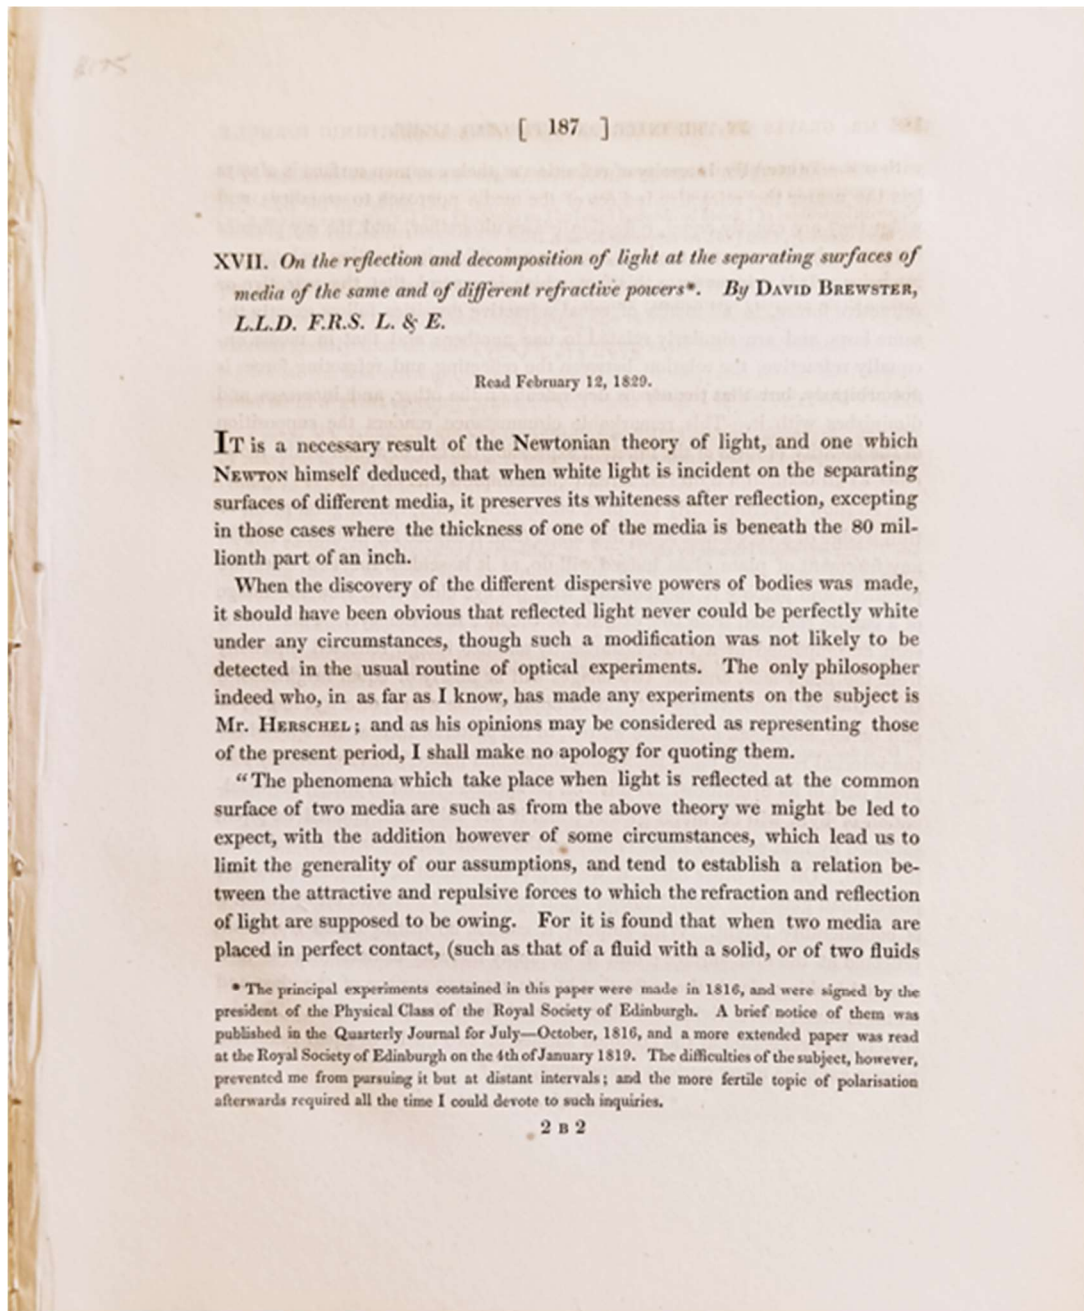 [ 187 ]
XVII. On the reflection and decomposition of light at the separating surfaces of
media of the same and of different refractive powers*. By David Brewster,
L.L.D. F.R.S. L. & E.
Read February 12, 1829.
IT is a necessary result of the Newtonian theory of light, and one which
Newton himself deduced, that when white light is incident on the separating
surfaces of different media, it preserves its whiteness after reflection, excepting
in those cases where the thickness of one of the media is beneath the 80 mil-
lionth part of an inch.
When the discovery of the different dispersive powers of bodies was made,
it should have been obvious that reflected light never could be perfectly white
under any circumstances, though such a modification was not likely to be
detected in the usual routine of optical experiments. The only philosopher
indeed who, in as far as I know, has made any experiments on the subject is
Mr. Herschel; and as his opinions may be considered as representing those
of the present period, I shall make no apology for quoting them.
“The phenomena which take place when light is reflected at the common
surface of two media are such as from the above theory we might be led to
expect, with the addition however of some circumstances, which lead us to
limit the generality of our assumptions, and tend to establish a relation be-
tween the attractive and repulsive forces to which the refraction and reflection
of light are supposed to be owing. For it is found that when two media are
placed in perfect contact, (such as that of a fluid with a solid, or of two fluids
* The principal experiments contained in this paper were made in 1816, and were signed by the
president of the Physical Class of the Royal Society of Edinburgh. A brief notice of them was
published in the Quarterly Journal for July—October, 1816, and a more extended paper was read
at the Royal Society of Edinburgh on the 4th of January 1819. The difficulties of the subject, however,
prevented me from pursuing it but at distant intervals; and the more fertile topic of polarisation
afterwards required all the time I could devote to such inquiries.
2 B 2